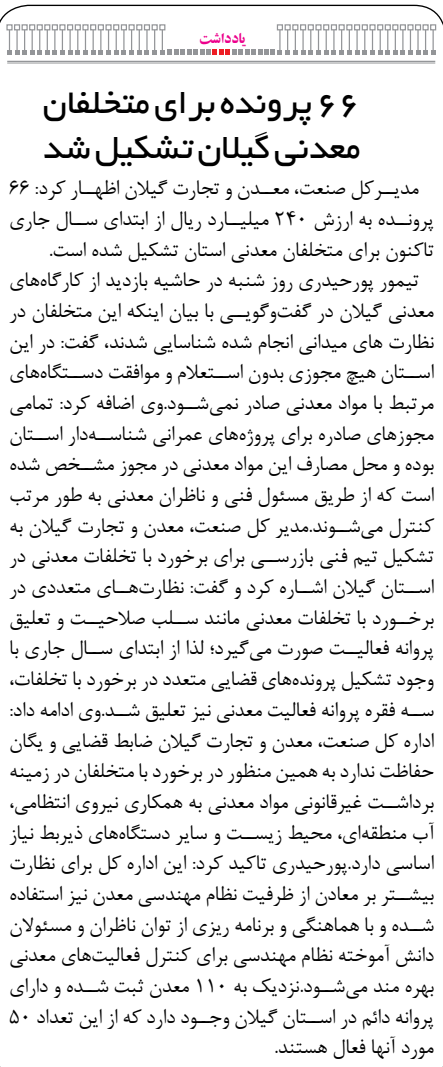 یادداشت
۶۶ پرونده برای متخلفان
معدنی گیلان تشکیل شد
مدیرکل صنعت، معدن و تجارت گیلان اظهار کرد: ۶۶
پرونده به ارزش ۲۴۰ میلیارد ریال از ابتدای سال جاری
تاکنون برای متخلفان معدنی استان تشکیل شده است.
تیمور پورحیدری روز شنبه در حاشیه بازدید از کارگاه‌های
معدنی گیلان در گفت‌وگویی با بیان اینکه این متخلفان در
نظارت های میدانی انجام شده شناسایی شدند، گفت: در این
استان هیچ مجوزی بدون استعلام و موافقت دستگاه‌های
مرتبط با مواد معدنی صادر نمی‌شود.وی اضافه کرد: تمامی
مجوزهای صادره برای پروژه‌های عمرانی شناسه‌دار استان
بوده و محل مصارف این مواد معدنی در مجوز مشخص شده
است که از طریق مسئول فنی و ناظران معدنی به طور مرتب
کنترل می‌شوند.مدیر کل صنعت، معدن و تجارت گیلان به
تشکیل تیم فنی بازرسی برای برخورد با تخلفات معدنی در
استان گیلان اشاره کرد و گفت: نظارت‌های متعددی در
برخورد با تخلفات معدنی مانند سلب صلاحیت و تعلیق
پروانه فعالیت صورت می‌گیرد؛ لذا از ابتدای سال جاری با
وجود تشکیل پرونده‌های قضایی متعدد در برخورد با تخلفات،
سه فقره پروانه فعالیت معدنی نیز تعلیق شد.وی ادامه داد:
اداره کل صنعت، معدن و تجارت گیلان ضابط قضایی و یگان
حفاظت ندارد به همین منظور در برخورد با متخلفان در زمینه
برداشت غیرقانونی مواد معدنی به همکاری نیروی انتظامی،
آب منطقه‌ای، محیط زیست و سایر دستگاه‌های ذیربط نیاز
اساسی دارد.پورحیدری تاکید کرد: این اداره کل برای نظارت
بیشتر بر معادن از ظرفیت نظام مهندسی معدن نیز استفاده
شده و با هماهنگی و برنامه ریزی از توان ناظران و مسئولان
دانش آموخته نظام مهندسی برای کنترل فعالیت‌های معدنی
بهره مند می‌شود.نزدیک به ۱۱۰ معدن ثبت شده و دارای
پروانه دائم در استان گیلان وجود دارد که از این تعداد ۵۰
مورد آنها فعال هستند.